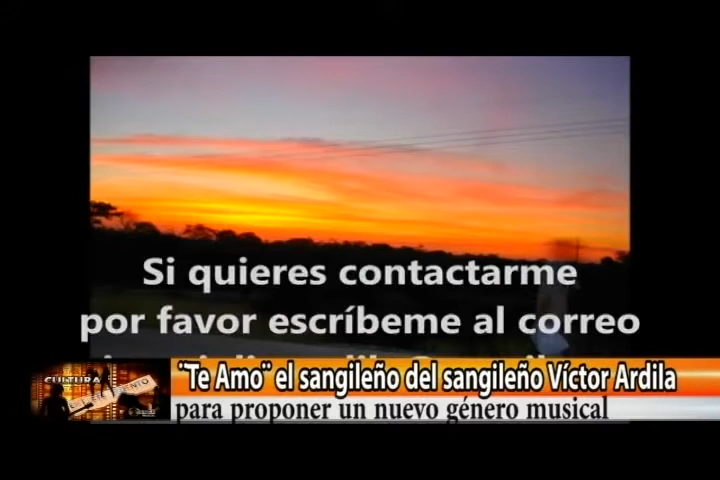 Si quieres contactarme
por favor escríbeme al correo
¨Te Amo¨ el sangileño del sangileño Víctor Ardila
para proponer un nuevo género musical
CULTURA